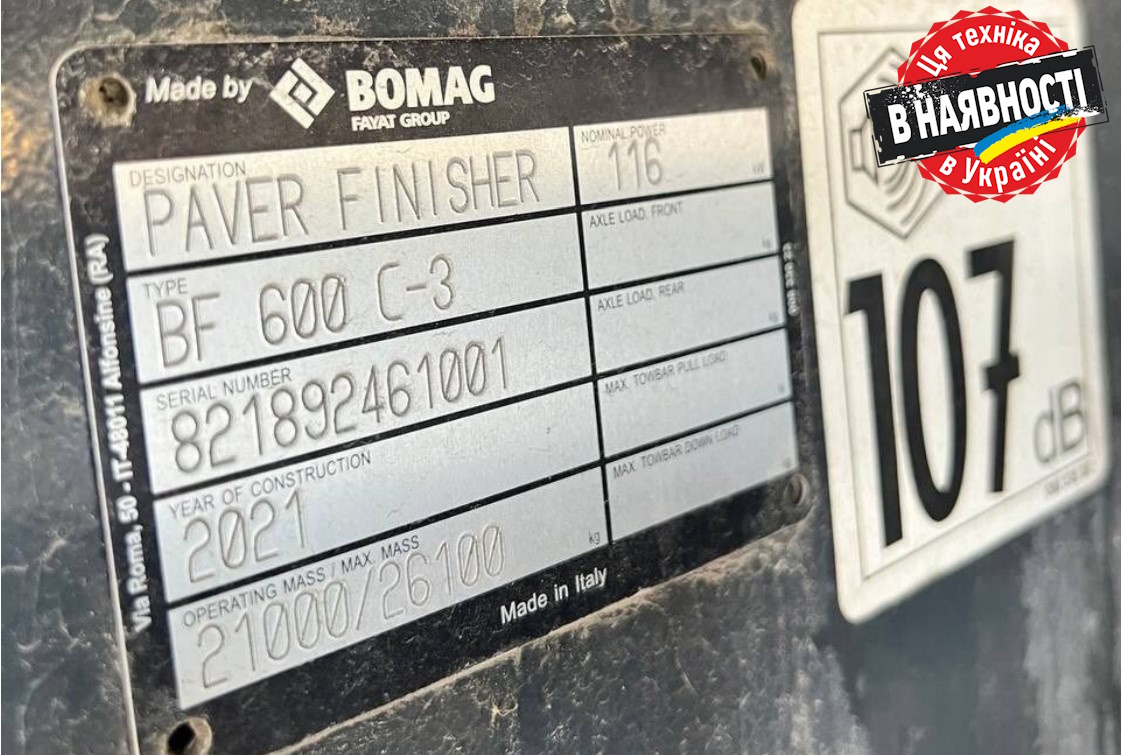 Made by BOMAG
FAYAT GROUP
DESIGNATION
PAVER FINISHER
NOMINAL POWER
116
kW
TYPE
BF 600 C-3
AXLE LOAD, FRONT
kg
SERIAL NUMBER
821892461001
AXLE LOAD, REAR
kg
YEAR OF CONSTRUCTION
2021
MAX. TOWBAR PULL LOAD
OPERATING MASS / MAX. MASS
21000/26100
kg
MAX. TOWBAR DOWN LOAD
kg
Made in Italy
Via Roma, 50 - IT-48011 Alfonsine (RA)
107
dB
Ця техніка
В НАЯВНОСТІ
в Україні